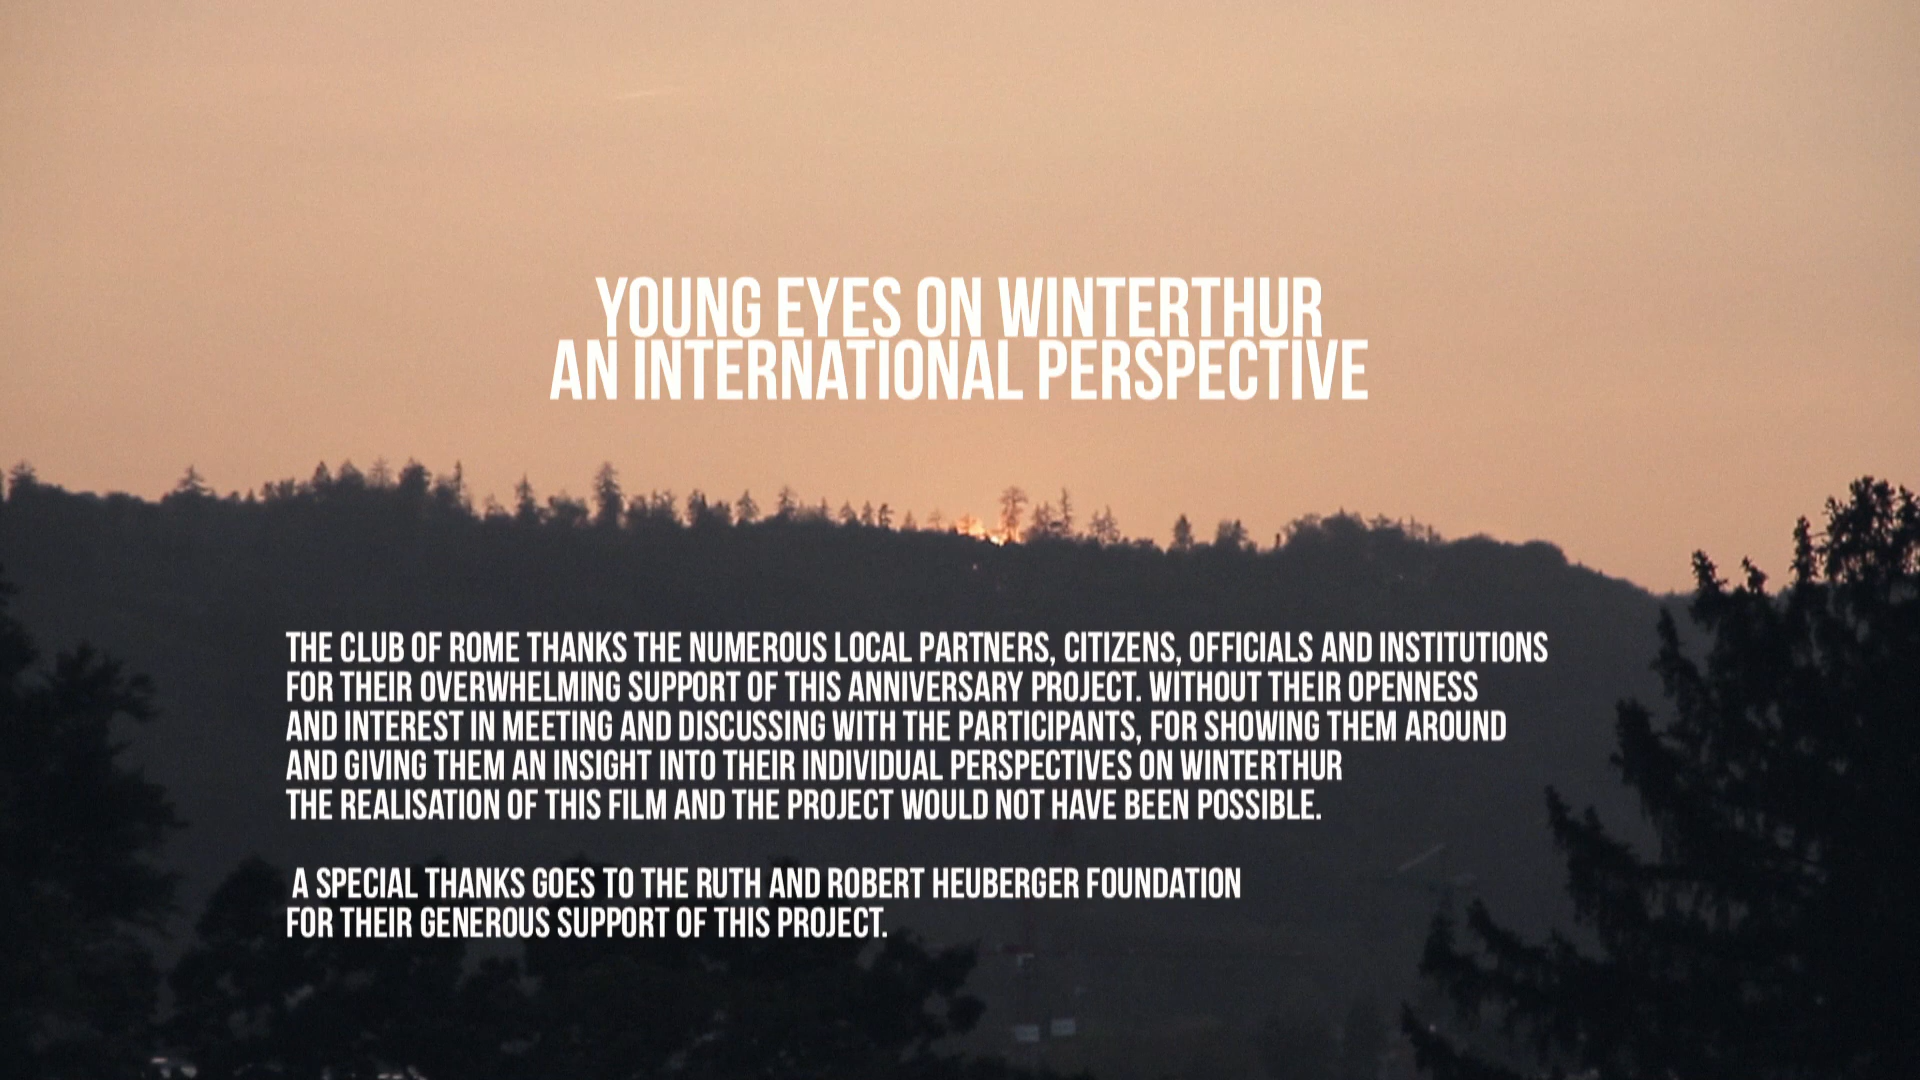 YOUNG EYES ON WINTERTHUR
AN INTERNATIONAL PERSPECTIVE
THE CLUB OF ROME THANKS THE NUMEROUS LOCAL PARTNERS, CITIZENS, OFFICIALS AND INSTITUTIONS
FOR THEIR OVERWHELMING SUPPORT OF THIS ANNIVERSARY PROJECT. WITHOUT THEIR OPENNESS
AND INTEREST IN MEETING AND DISCUSSING WITH THE PARTICIPANTS, FOR SHOWING THEM AROUND
AND GIVING THEM AN INSIGHT INTO THEIR INDIVIDUAL PERSPECTIVES ON WINTERTHUR
THE REALISATION OF THIS FILM AND THE PROJECT WOULD NOT HAVE BEEN POSSIBLE.
A SPECIAL THANKS GOES TO THE RUTH AND ROBERT HEUBERGER FOUNDATION
FOR THEIR GENEROUS SUPPORT OF THIS PROJECT.